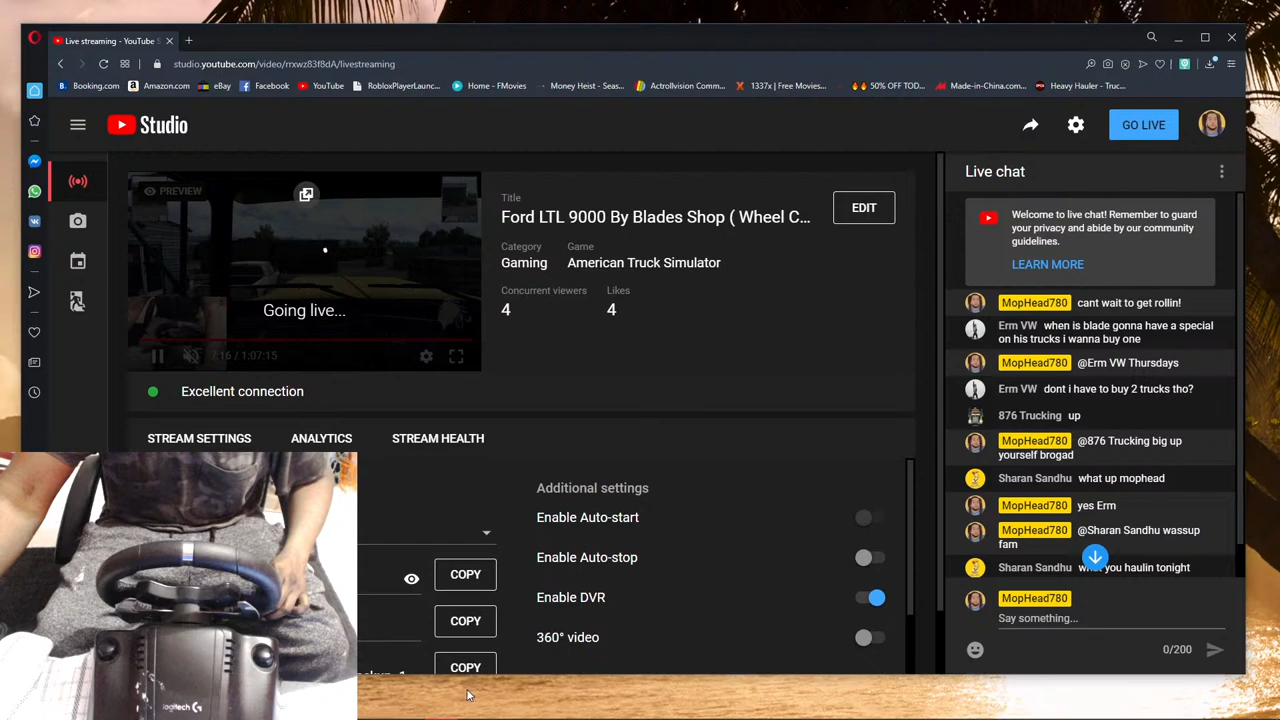 Live streaming - YouTube S
studio.youtube.com/video/rrxwz83f8dA/livestreaming
Booking.com
Amazon.com
eBay
Facebook
YouTube
RobloxPlayerLaunc...
Home - FMovies
Money Heist - Seas...
Actrollvision Comm...
1337x | Free Movies...
50% OFF TOD...
Made-in-China.com...
Heavy Hauler - Truc...
Studio
GO LIVE
PREVIEW
Going live...
7:16 / 1:07:15
Title
Ford LTL 9000 By Blades Shop ( Wheel C...
EDIT
Category
Gaming
Game
American Truck Simulator
Concurrent viewers
4
Likes
4
Excellent connection
STREAM SETTINGS
ANALYTICS
STREAM HEALTH
COPY
COPY
COPY
Additional settings
Enable Auto-start
Enable Auto-stop
Enable DVR
360° video
Live chat
Welcome to live chat! Remember to guard
your privacy and abide by our community
guidelines.
LEARN MORE
MopHead780 cant wait to get rollin!
Erm VW when is blade gonna have a special
on his trucks i wanna buy one
MopHead780 @Erm VW Thursdays
Erm VW dont i have to buy 2 trucks tho?
876 Trucking up
MopHead780 @876 Trucking big up
yourself brogad
Sharan Sandhu what up mophead
MopHead780 yes Erm
MopHead780 @Sharan Sandhu wassup
fam
Sharan Sandhu what you haulin tonight
MopHead780
Say something...
0/200
logitech G